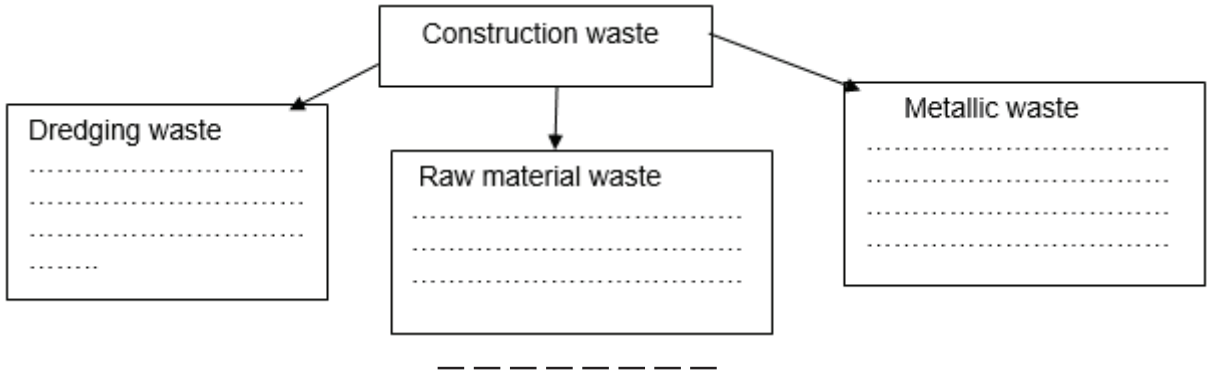 Construction waste
Dredging waste
Metallic waste
Raw material waste